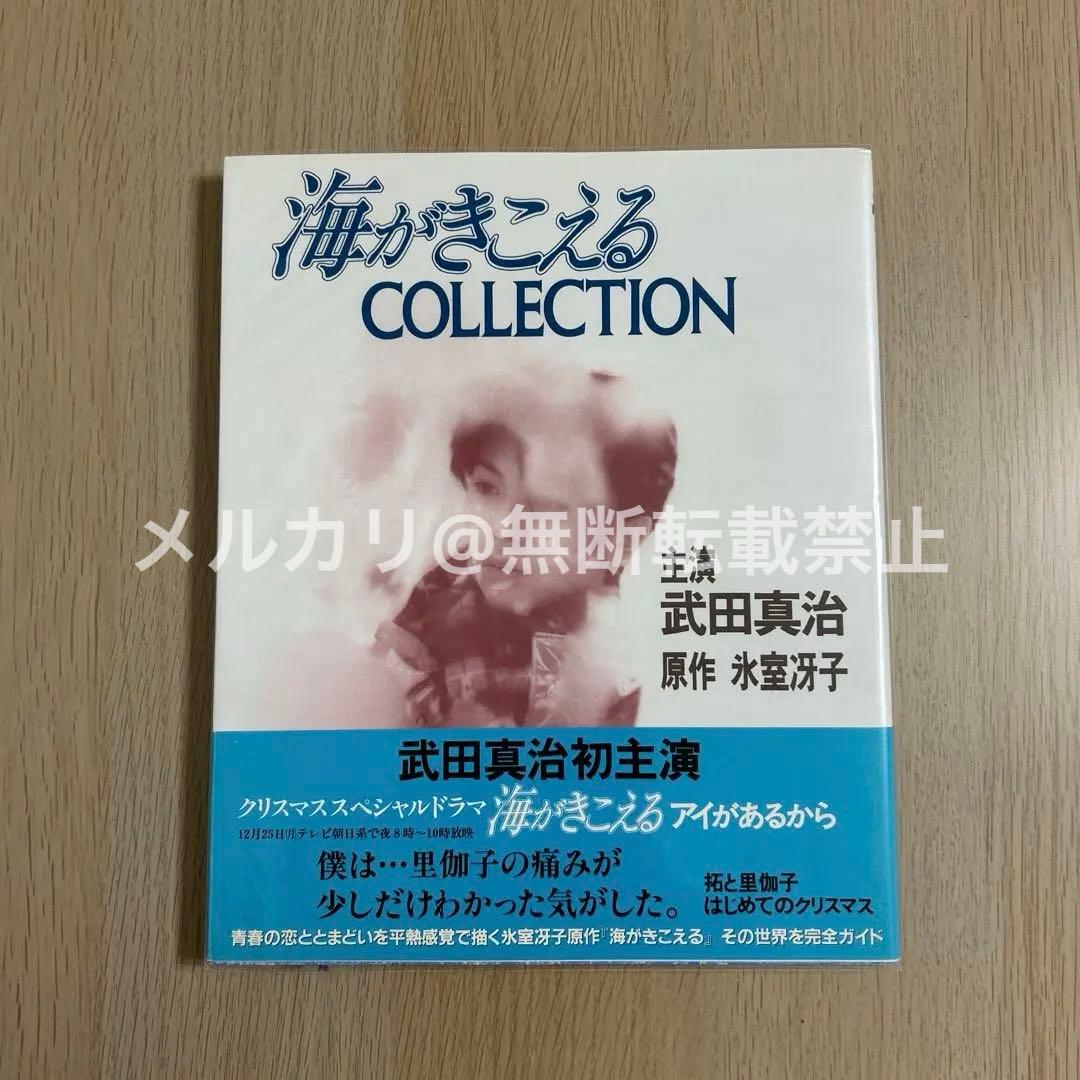 海がきこえる
COLLECTION
メルカリ@無断転載禁止
主演
武田真治
原作 氷室冴子
武田真治初主演
クリスマススペシャルドラマ 海がきこえる アイがあるから
12月25日(月)テレビ朝日系で夜8時〜10時放映
僕は…里伽子の痛みが
少しだけわかった気がした。
拓と里伽子
はじめてのクリスマス
青春の恋ととまどいを平熱感覚で描く氷室冴子原作『海がきこえる』その世界を完全ガイド